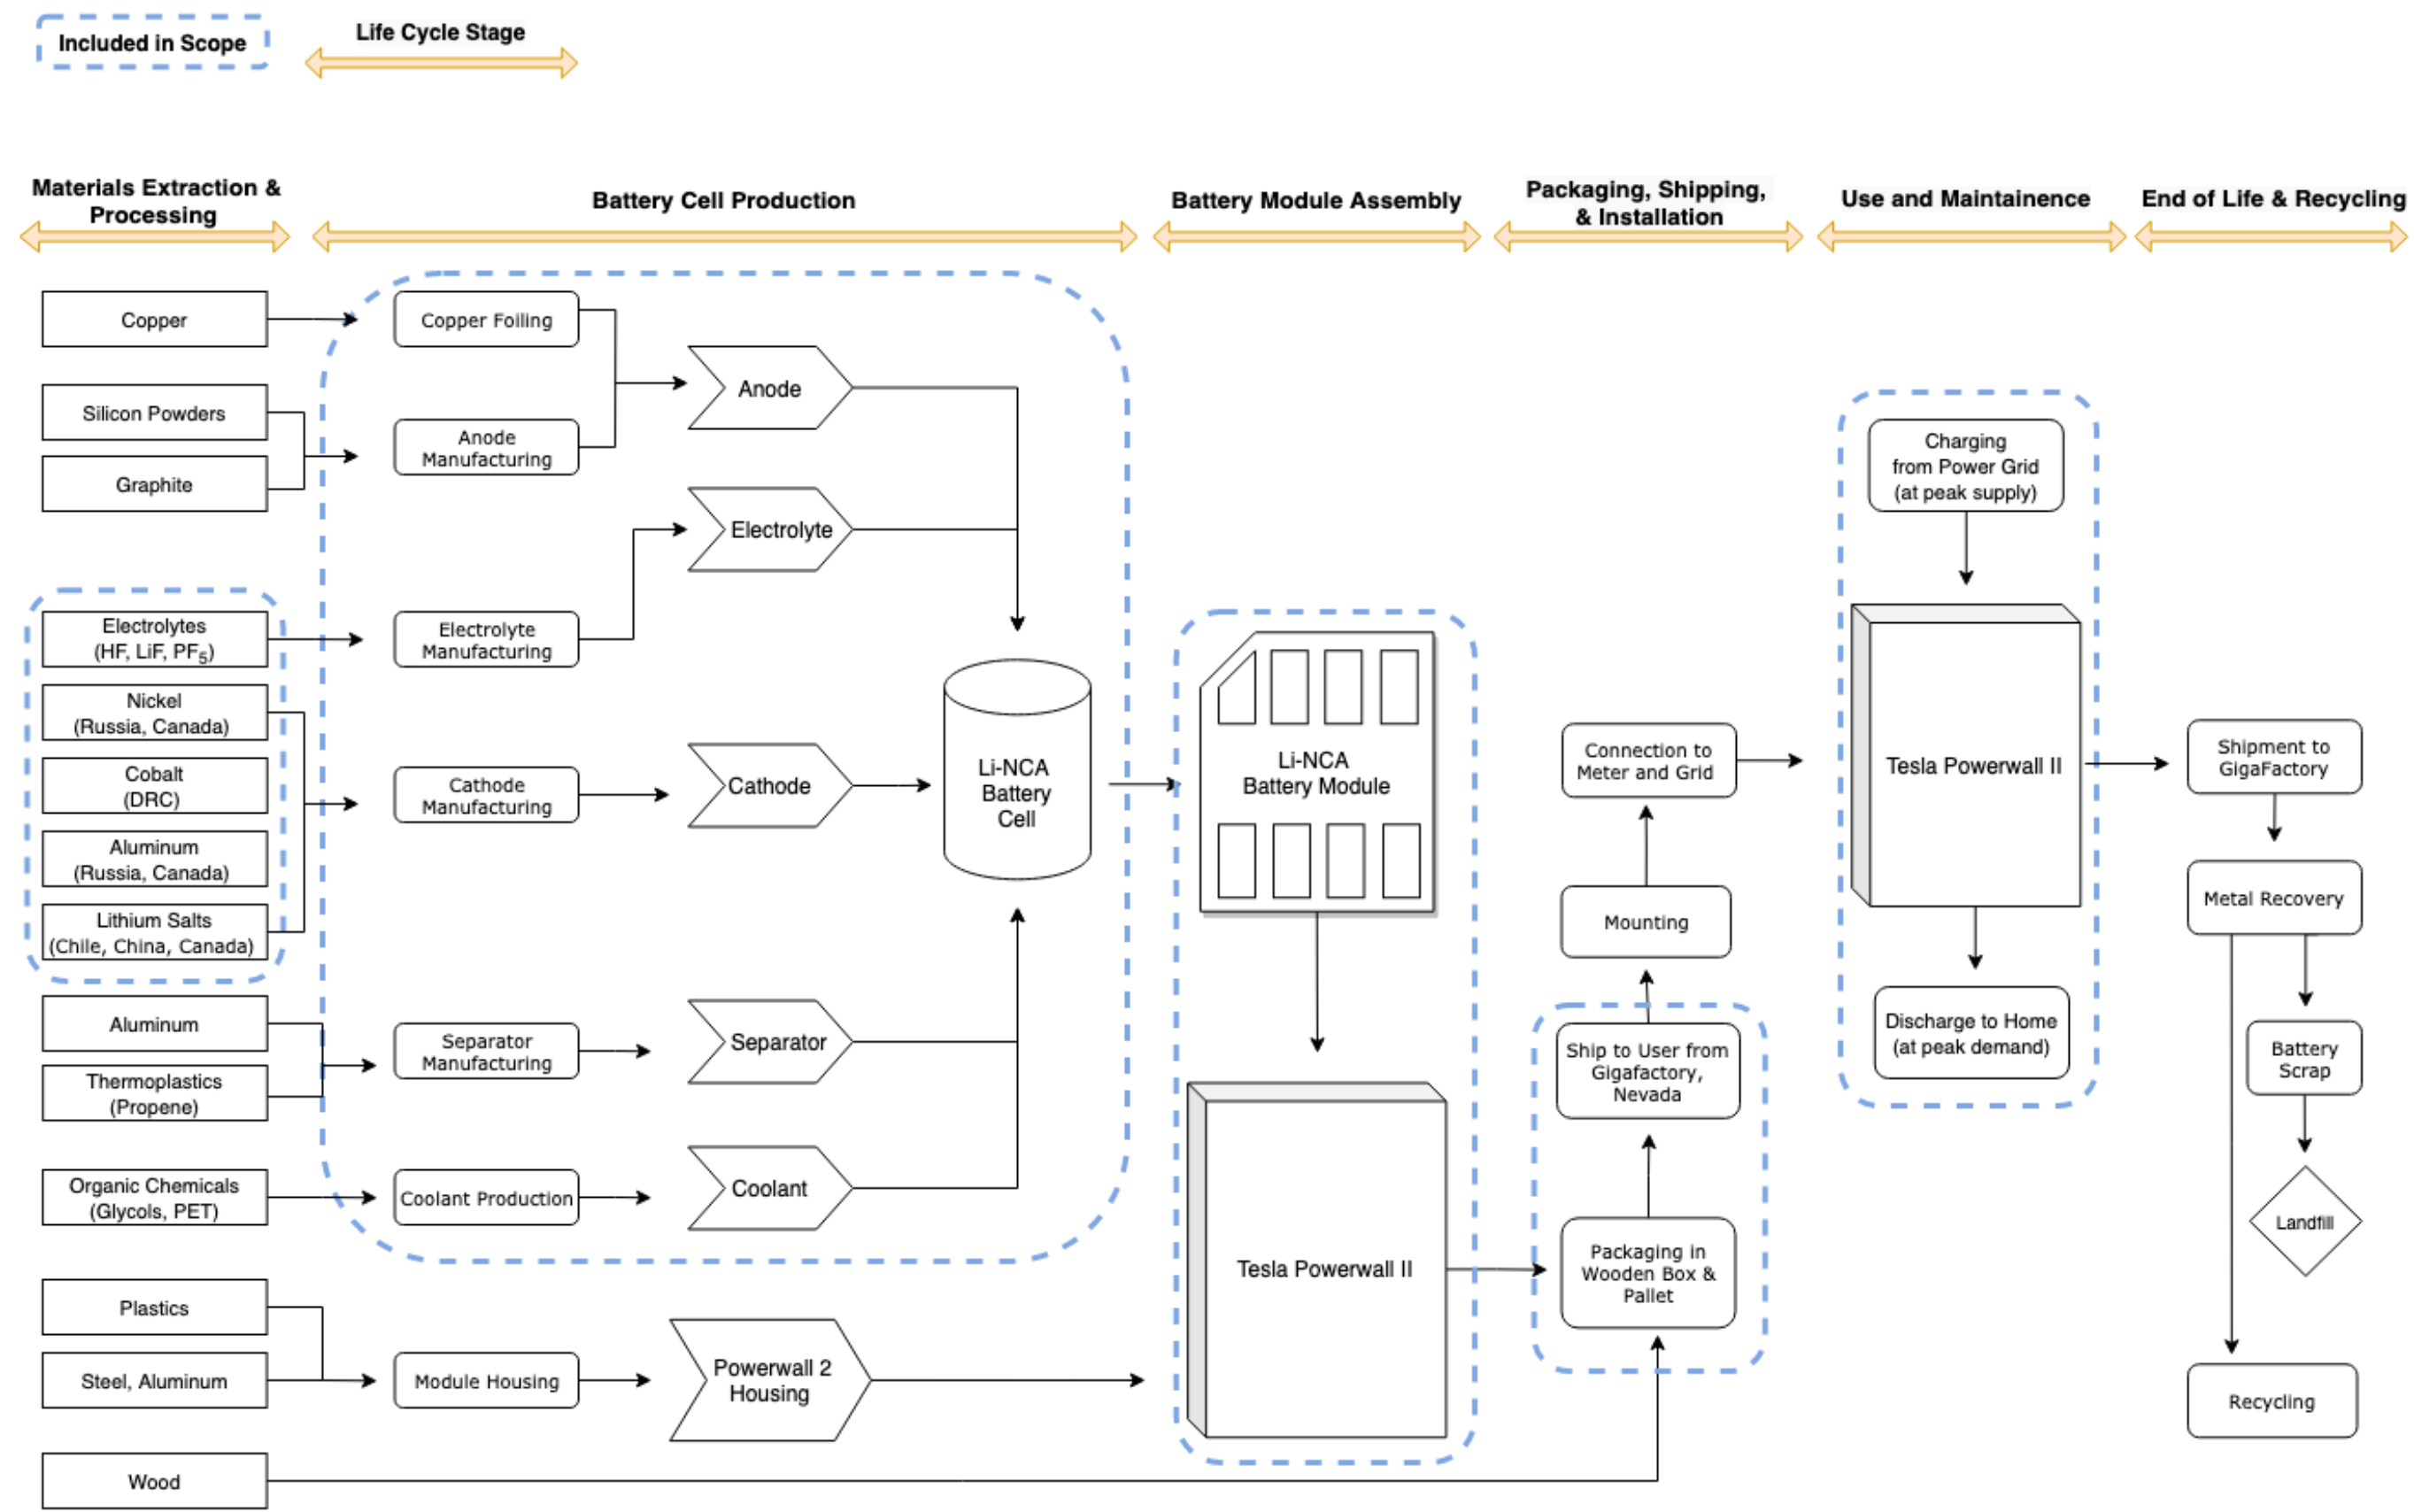 Included in Scope
Life Cycle Stage
Materials Extraction &
Processing
Battery Cell Production
Battery Module Assembly
Packaging, Shipping,
& Installation
Use and Maintainence
End of Life & Recycling
Copper
Silicon Powders
Graphite
Electrolytes
(HF, LiF, PF₅)
Nickel
(Russia, Canada)
Cobalt
(DRC)
Aluminum
(Russia, Canada)
Lithium Salts
(Chile, China, Canada)
Aluminum
Thermoplastics
(Propene)
Organic Chemicals
(Glycols, PET)
Plastics
Steel, Aluminum
Wood
Copper Foiling
Anode
Manufacturing
Electrolyte
Manufacturing
Cathode
Manufacturing
Separator
Manufacturing
Coolant Production
Module Housing
Anode
Electrolyte
Cathode
Separator
Coolant
Powerwall 2
Housing
Li-NCA
Battery
Cell
Li-NCA
Battery Module
Tesla Powerwall II
Connection to
Meter and Grid
Mounting
Ship to User from
Gigafactory,
Nevada
Packaging in
Wooden Box &
Pallet
Charging
from Power Grid
(at peak supply)
Tesla Powerwall II
Discharge to Home
(at peak demand)
Shipment to
GigaFactory
Metal Recovery
Battery
Scrap
Landfill
Recycling